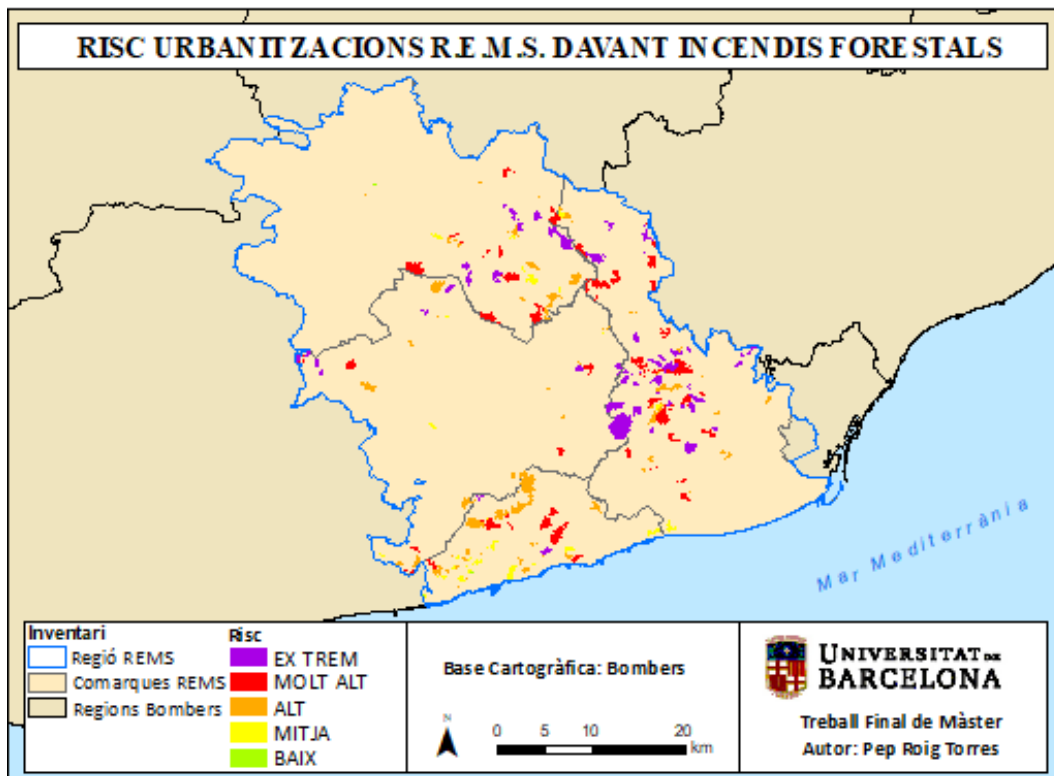 RISC URBANITZACIONS R.E.M.S. DAVANT INCENDIS FORESTALS
Mar Mediterrània
Inventari
Regió REMS
Comarques REMS
Regions Bombers
Risc
EX TREM
MOLT ALT
ALT
MITJA
BAIX
Base Cartogràfica: Bombers
N
0 5 10 20
km
UNIVERSITAT DE
BARCELONA
Treball Final de Màster
Autor: Pep Roig Torres